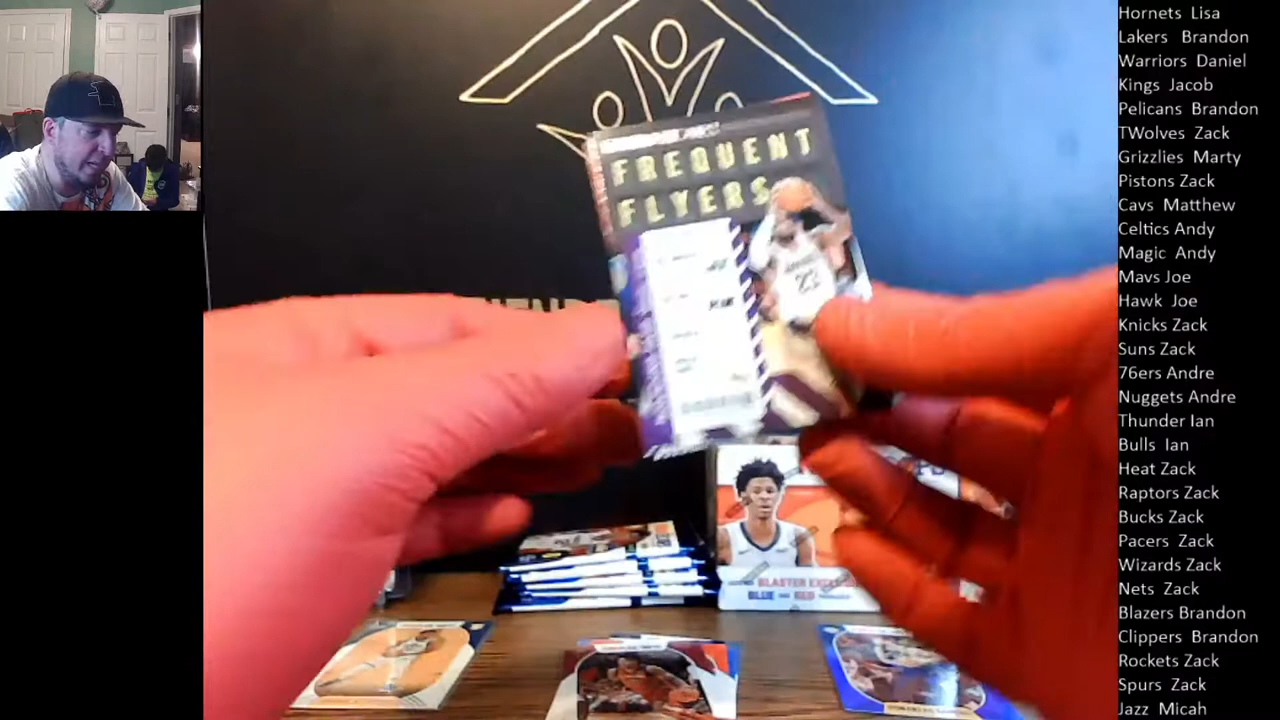 FREQUENT
FLYERS
23
BLASTER EXCLUSIVE
BLUE AND RED
Hornets Lisa
Lakers Brandon
Warriors Daniel
Kings Jacob
Pelicans Brandon
TWolves Zack
Grizzlies Marty
Pistons Zack
Cavs Matthew
Celtics Andy
Magic Andy
Mavs Joe
Hawk Joe
Knicks Zack
Suns Zack
76ers Andre
Nuggets Andre
Thunder Ian
Bulls Ian
Heat Zack
Raptors Zack
Bucks Zack
Pacers Zack
Wizards Zack
Nets Zack
Blazers Brandon
Clippers Brandon
Rockets Zack
Spurs Zack
Jazz Micah